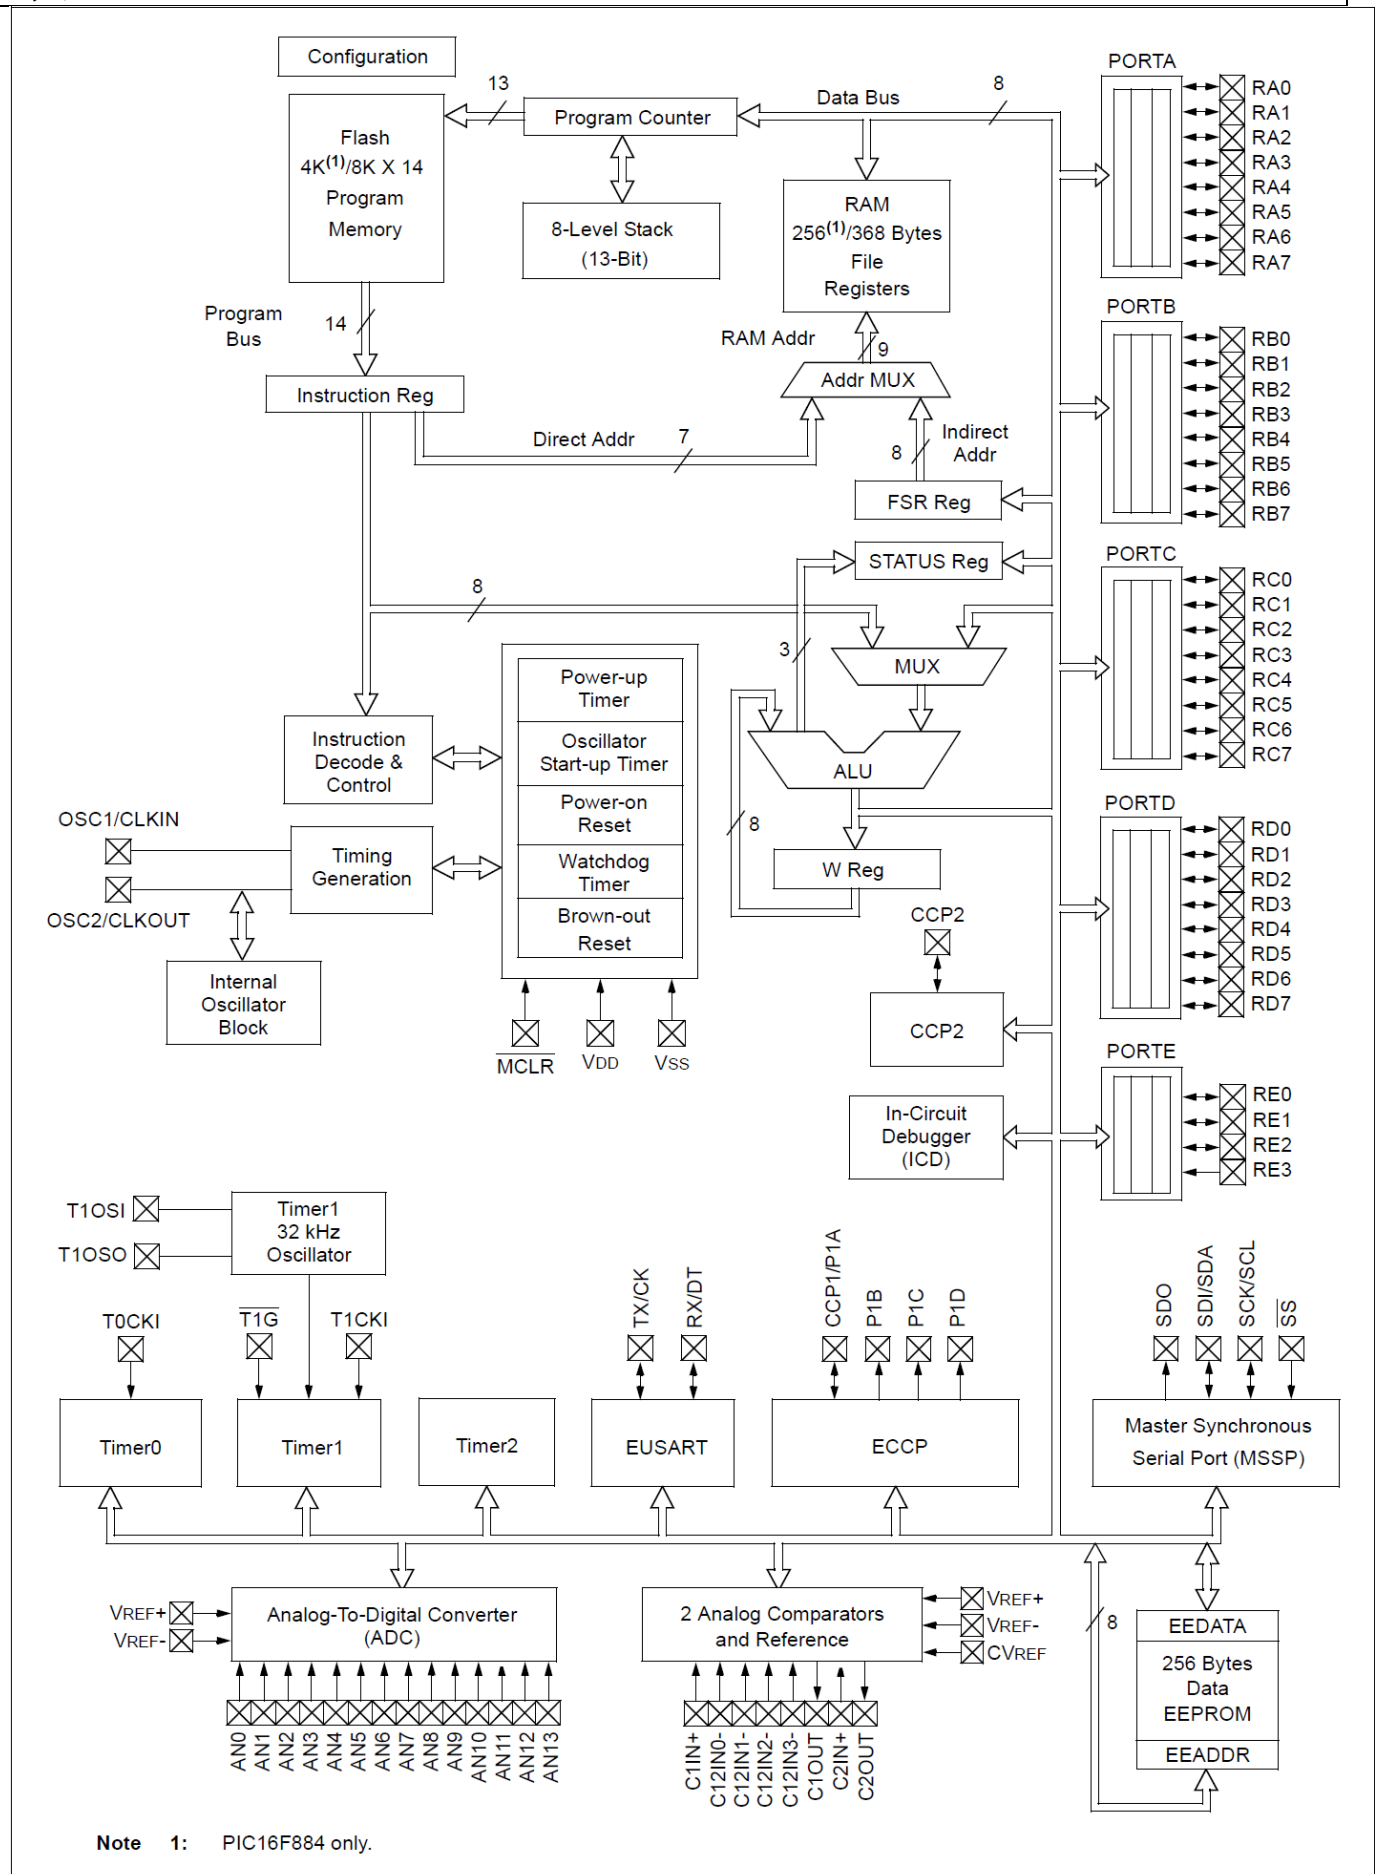 Configuration
Flash
4K(1)/8K X 14
Program
Memory
13
Program Counter
Data Bus
8
8-Level Stack
(13-Bit)
RAM
256(1)/368 Bytes
File
Registers
Program
Bus
14
RAM Addr
9
Addr MUX
Instruction Reg
Direct Addr
7
8
Indirect
Addr
FSR Reg
STATUS Reg
8
3
MUX
ALU
8
W Reg
Power-up
Timer
Oscillator
Start-up Timer
Power-on
Reset
Watchdog
Timer
Brown-out
Reset
Instruction
Decode &
Control
OSC1/CLKIN
Timing
Generation
OSC2/CLKOUT
Internal
Oscillator
Block
MCLR
VDD
VSS
CCP2
CCP2
In-Circuit
Debugger
(ICD)
PORTA
RA0
RA1
RA2
RA3
RA4
RA5
RA6
RA7
PORTB
RB0
RB1
RB2
RB3
RB4
RB5
RB6
RB7
PORTC
RC0
RC1
RC2
RC3
RC4
RC5
RC6
RC7
PORTD
RD0
RD1
RD2
RD3
RD4
RD5
RD6
RD7
PORTE
RE0
RE1
RE2
RE3
T1OSI
T1OSO
Timer1
32 kHz
Oscillator
T0CKI
T1G
T1CKI
TX/CK
RX/DT
CCP1/P1A
P1B
P1C
P1D
SDO
SDI/SDA
SCK/SCL
SS
Timer0
Timer1
Timer2
EUSART
ECCP
Master Synchronous
Serial Port (MSSP)
VREF+
VREF-
Analog-To-Digital Converter
(ADC)
AN0
AN1
AN2
AN3
AN4
AN5
AN6
AN7
AN8
AN9
AN10
AN11
AN12
AN13
2 Analog Comparators
and Reference
VREF+
VREF-
CVREF
C1IN+
C12IN0-
C12IN1-
C12IN2-
C12IN3-
C1OUT
C2IN+
C2OUT
8
EEDATA
256 Bytes
Data
EEPROM
EEADDR
Note 1: PIC16F884 only.